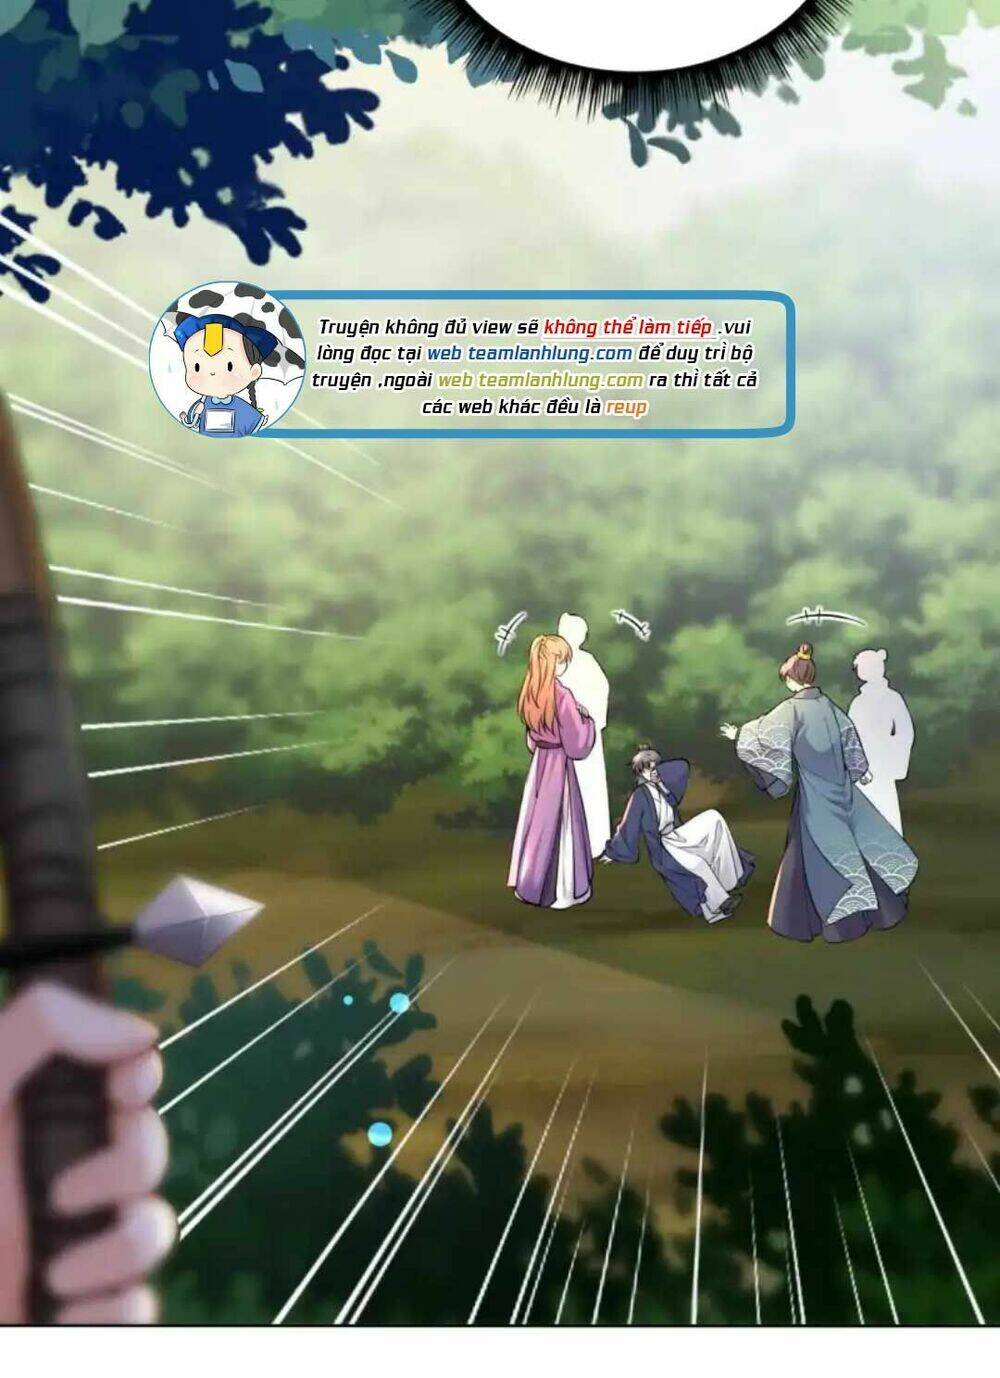 Truyện không đủ view sẽ không thể làm tiếp .vui
lòng đọc tại web teamlanhlung.com để duy trì bộ
truyện ,ngoài web teamlanhlung.com ra thì tất cả
các web khác đều là reup